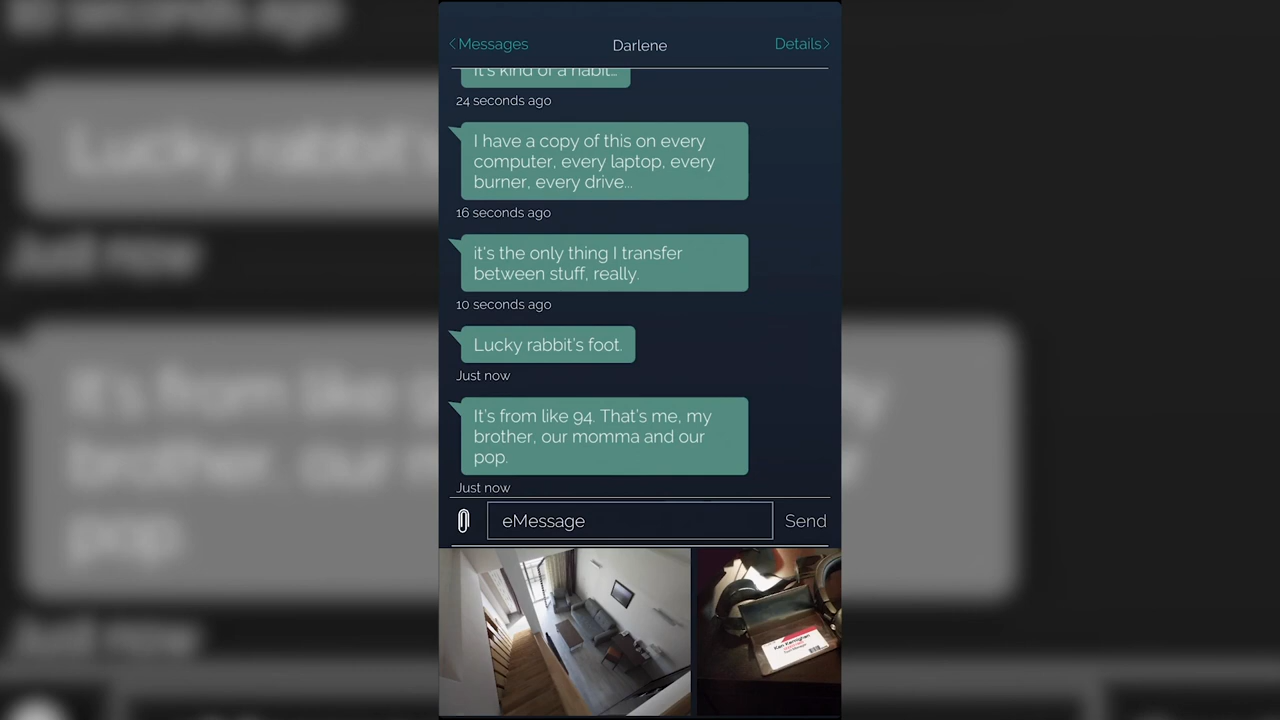 Messages
Darlene
Details
It's kind of a habit...
24 seconds ago
I have a copy of this on every
computer, every laptop, every
burner, every drive...
16 seconds ago
it's the only thing I transfer
between stuff, really.
10 seconds ago
Lucky rabbit's foot.
Just now
It's from like 94. That's me, my
brother, our momma and our
pop.
Just now
eMessage
Send
Ken Kernighan